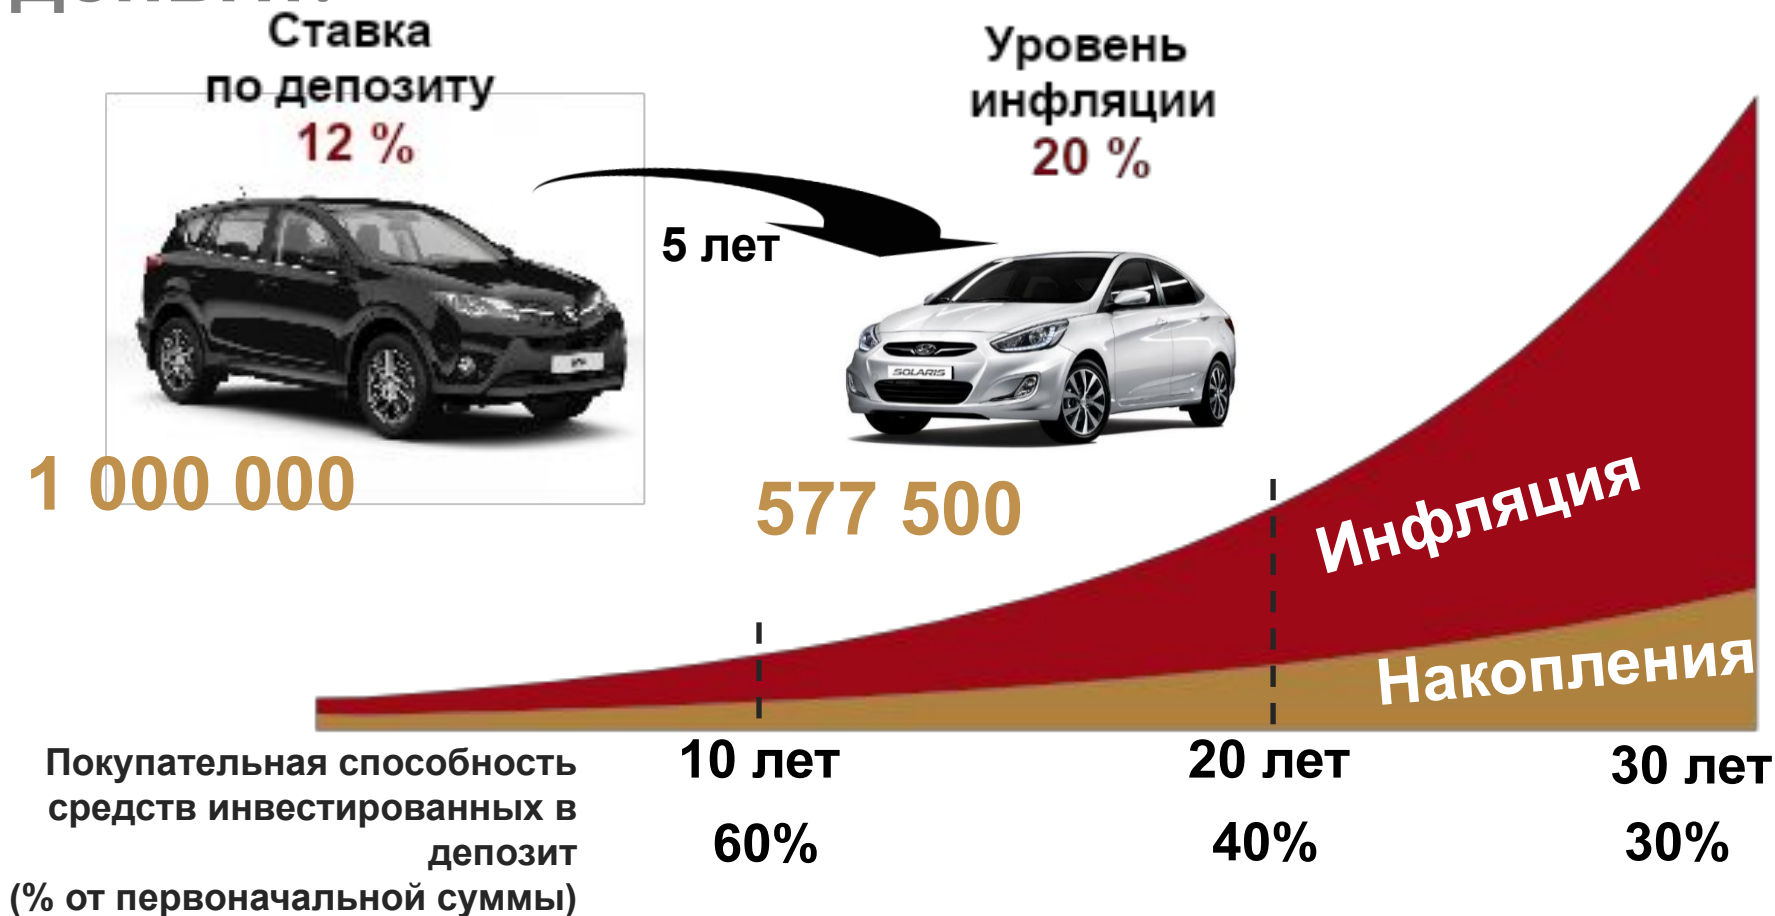 Ставка
по депозиту
12 %
Уровень
инфляции
20 %
5 лет
SOLARIS
1 000 000
577 500
Инфляция
Накопления
10 лет
20 лет
30 лет
Покупательная способность
средств инвестированных в
депозит
(% от первоначальной суммы)
60%
40%
30%